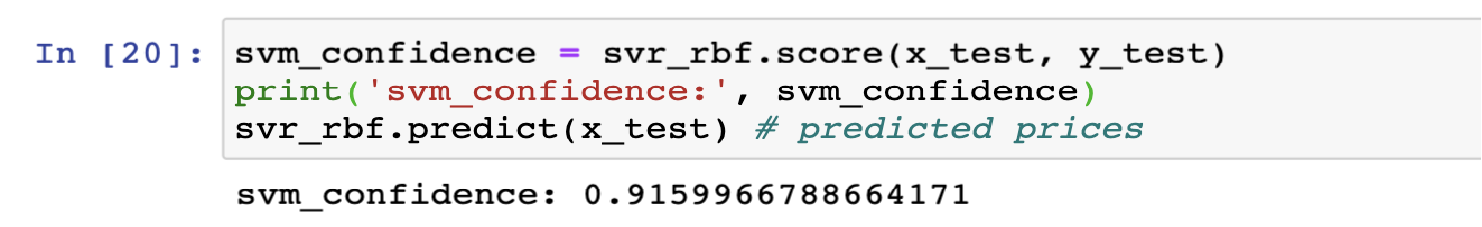 In [20]: svm_confidence = svr_rbf.score(x_test, y_test)
print('svm_confidence:', svm_confidence)
svr_rbf.predict(x_test) # predicted prices
svm_confidence: 0.9159966788664171